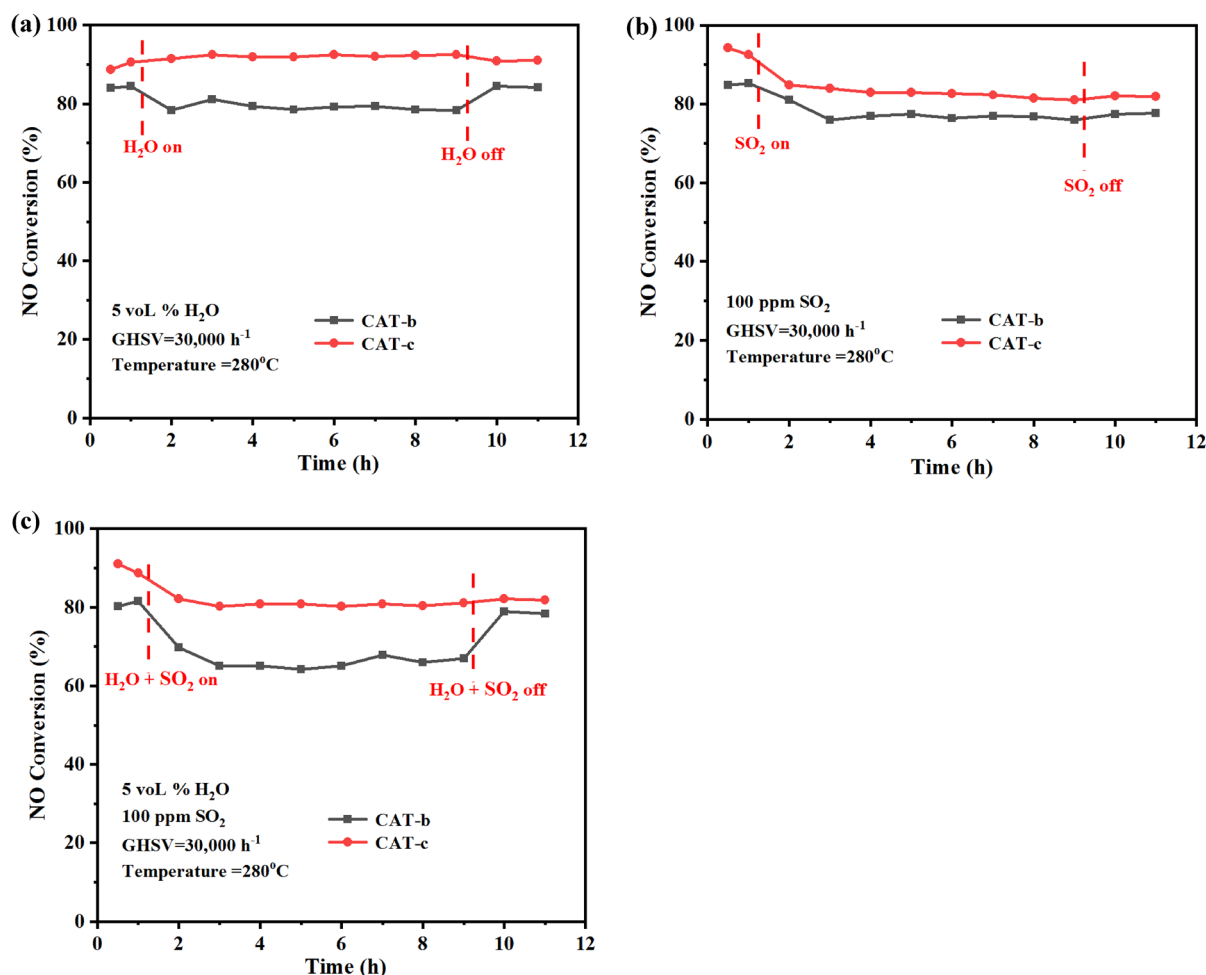 (a)
100
80
60
40
20
0
NO Conversion (%)
H₂O on
H₂O off
5 voL % H₂O
GHSV=30,000 h⁻¹
Temperature =280°C
CAT-b
CAT-c
0 2 4 6 8 10 12
Time (h)
(b)
100
80
60
40
20
0
NO Conversion (%)
SO₂ on
SO₂ off
100 ppm SO₂
GHSV=30,000 h⁻¹
Temperature =280°C
CAT-b
CAT-c
0 2 4 6 8 10 12
Time (h)
(c)
100
80
60
40
20
0
NO Conversion (%)
H₂O + SO₂ on
H₂O + SO₂ off
5 voL % H₂O
100 ppm SO₂
GHSV=30,000 h⁻¹
Temperature =280°C
CAT-b
CAT-c
0 2 4 6 8 10 12
Time (h)